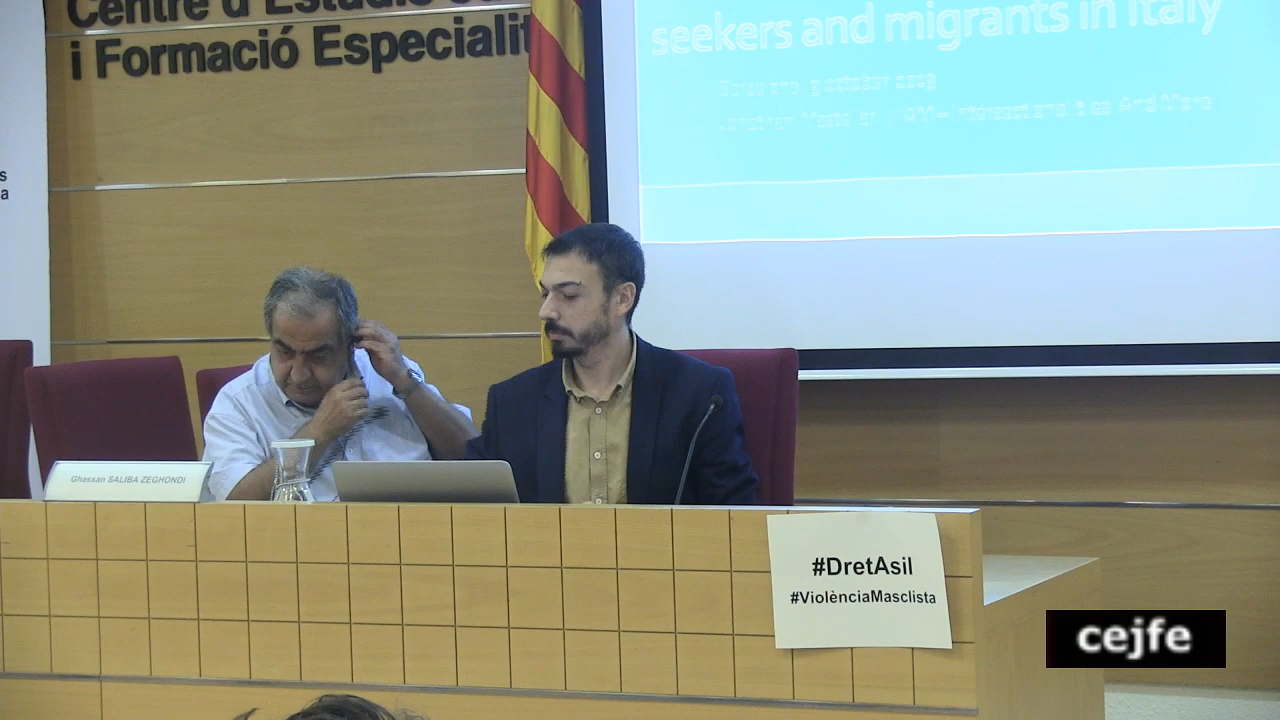 Centre d'Estudis
i Formació Especialit
seekers and migrants in Italy
s
a
Ghassan SALIBA ZEGHONDI
#DretAsil
#ViolènciaMasclista
cejfe